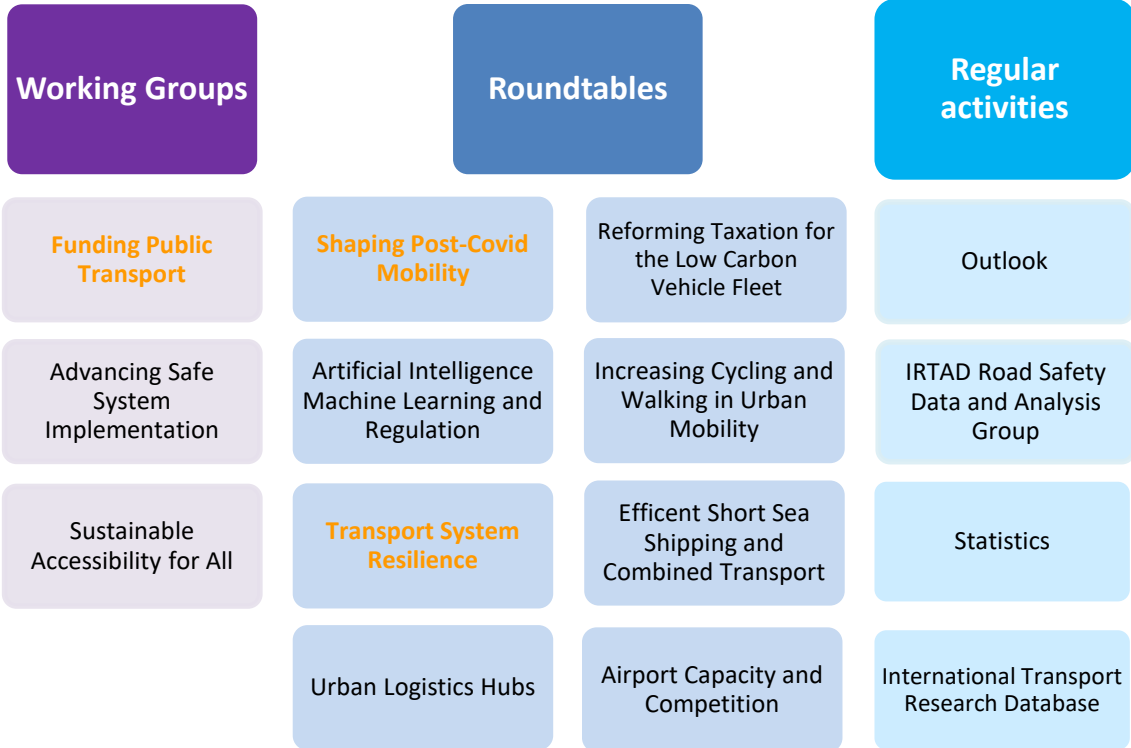 Working Groups
Roundtables
Regular
activities
Funding Public
Transport
Shaping Post-Covid
Mobility
Reforming Taxation for
the Low Carbon
Vehicle Fleet
Outlook
Advancing Safe
System
Implementation
Artificial Intelligence
Machine Learning and
Regulation
Increasing Cycling and
Walking in Urban
Mobility
IRTAD Road Safety
Data and Analysis
Group
Sustainable
Accessibility for All
Transport System
Resilience
Efficent Short Sea
Shipping and
Combined Transport
Statistics
Urban Logistics Hubs
Airport Capacity and
Competition
International Transport
Research Database